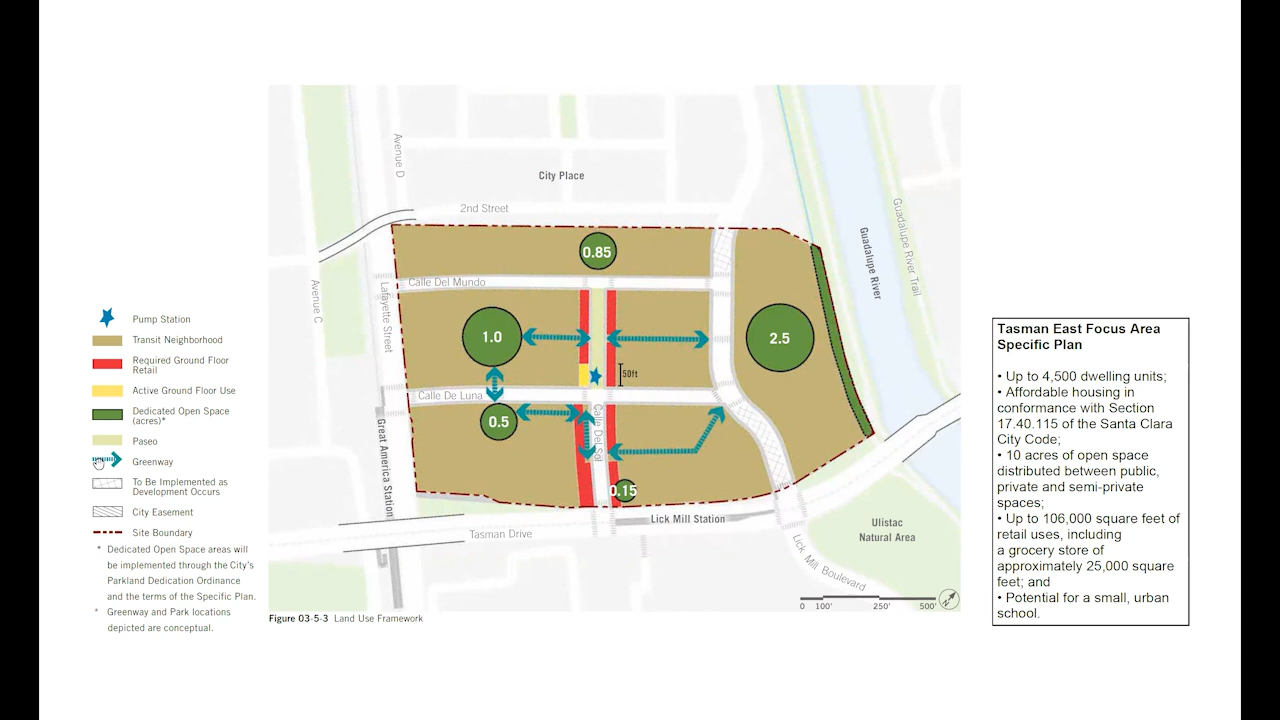 City Place
2nd Street
Avenue D
Avenue C
Lafayette Street
Great America Station
Calle Del Mundo
Calle De Luna
Calle Del Sol
Guadalupe River
Guadalupe River Trail
0.85
1.0
2.5
0.5
0.15
50ft
Lick Mill Station
Tasman Drive
Lick Mill Boulevard
Ulistac
Natural Area
0 100' 250' 500'
N
Figure 03-5-3 Land Use Framework
Pump Station
Transit Neighborhood
Required Ground Floor
Retail
Active Ground Floor Use
Dedicated Open Space
(acres)*
Paseo
Greenway
To Be Implemented as
Development Occurs
City Easement
Site Boundary
* Dedicated Open Space areas will
be implemented through the City's
Parkland Dedication Ordinance
and the terms of the Specific Plan.
* Greenway and Park locations
depicted are conceptual.
Tasman East Focus Area
Specific Plan
• Up to 4,500 dwelling units;
• Affordable housing in
conformance with Section
17.40.115 of the Santa Clara
City Code;
• 10 acres of open space
distributed between public,
private and semi-private
spaces;
• Up to 106,000 square feet of
retail uses, including
a grocery store of
approximately 25,000 square
feet; and
• Potential for a small, urban
school.